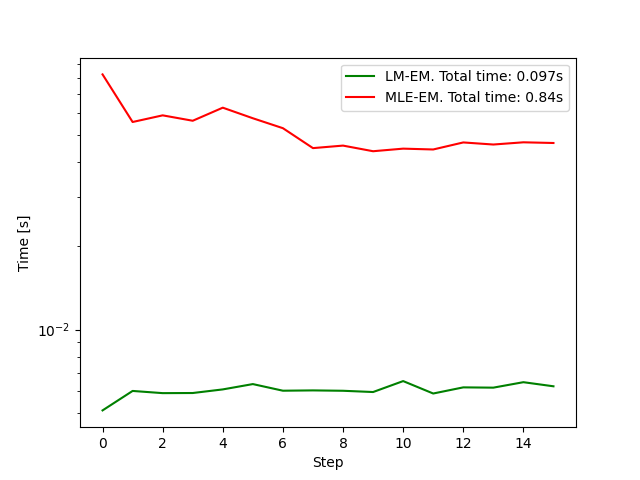 LM-EM. Total time: 0.097s
MLE-EM. Total time: 0.84s
Time [s]
10⁻²
0 2 4 6 8 10 12 14
Step